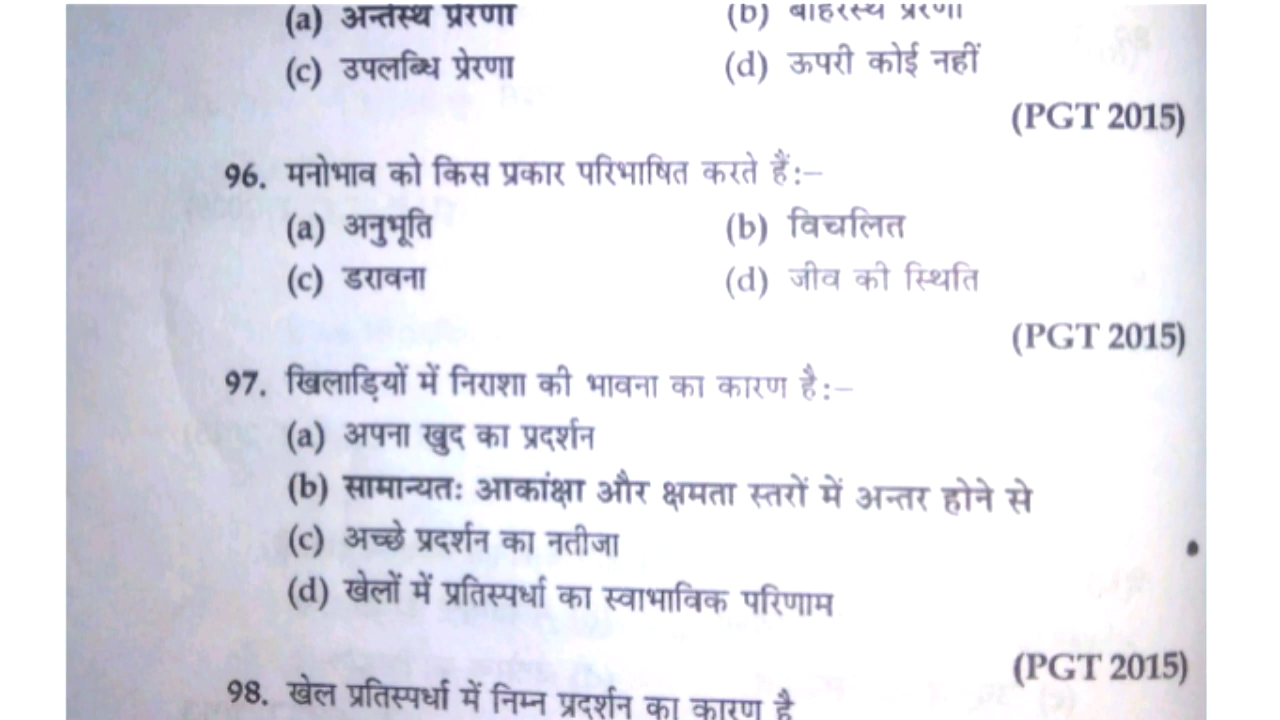 (a) अन्तस्थ प्रेरणा (b) बाहरस्थ प्रेरणा
(c) उपलब्धि प्रेरणा (d) ऊपरी कोई नहीं
(PGT 2015)
96. मनोभाव को किस प्रकार परिभाषित करते हैं:–
(a) अनुभूति (b) विचलित
(c) डरावना (d) जीव की स्थिति
(PGT 2015)
97. खिलाड़ियों में निराशा की भावना का कारण है:–
(a) अपना खुद का प्रदर्शन
(b) सामान्यतः आकांक्षा और क्षमता स्तरों में अन्तर होने से
(c) अच्छे प्रदर्शन का नतीजा
(d) खेलों में प्रतिस्पर्धा का स्वाभाविक परिणाम
(PGT 2015)
98. खेल प्रतिस्पर्धा में निम्न प्रदर्शन का कारण है